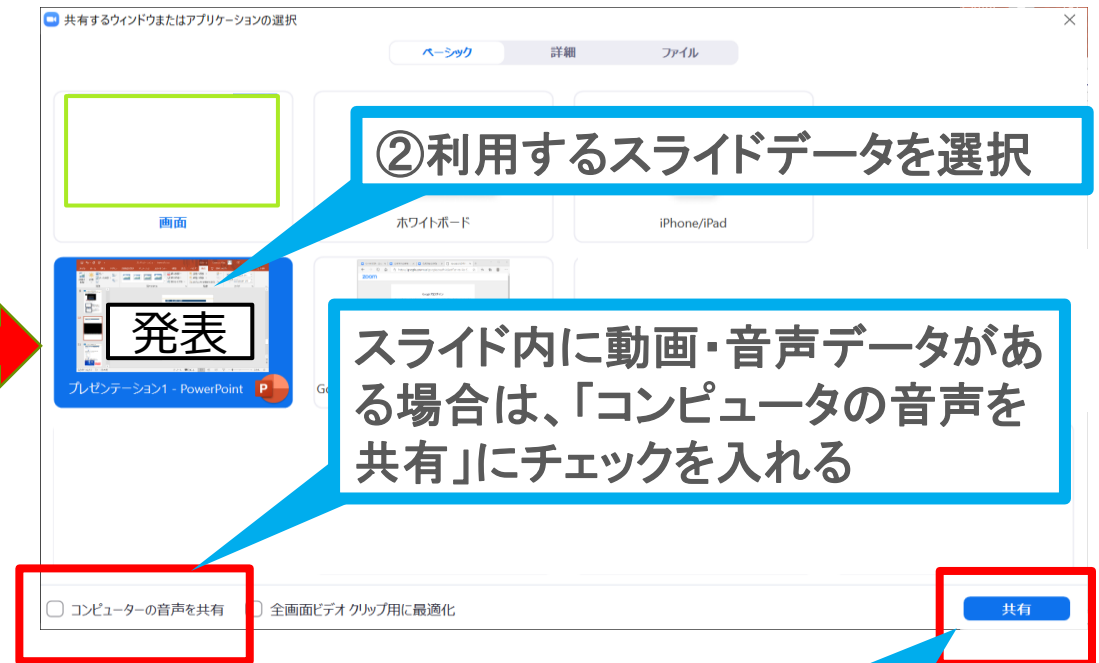 共有するウィンドウまたはアプリケーションの選択
ベーシック 詳細 ファイル
②利用するスライドデータを選択
画面 ホワイトボード iPhone/iPad
発表
zoom
プレゼンテーション1 - PowerPoint
スライド内に動画・音声データがあ
る場合は、「コンピュータの音声を
共有」にチェックを入れる
コンピューターの音声を共有 全画面ビデオ クリップ用に最適化
共有